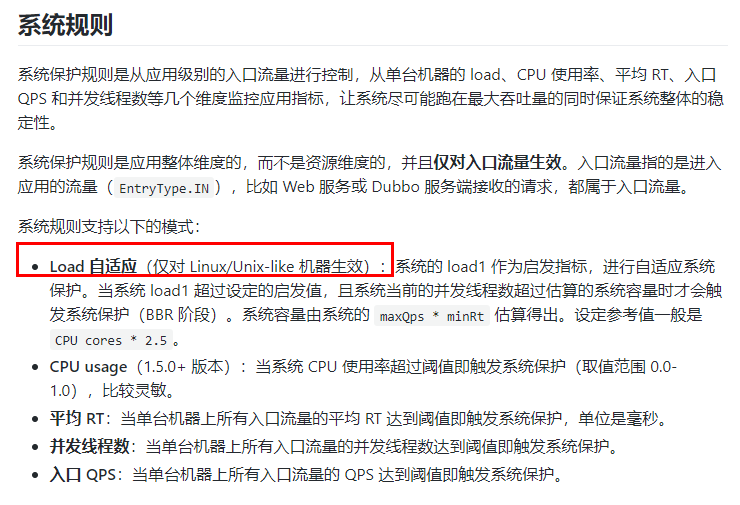 系统规则
系统保护规则是从应用级别的入口流量进行控制，从单台机器的 load、CPU 使用率、平均 RT、入口
QPS 和并发线程数等几个维度监控应用指标，让系统尽可能跑在最大吞吐量的同时保证系统整体的稳
定性。
系统保护规则是应用整体维度的，而不是资源维度的，并且仅对入口流量生效。入口流量指的是进入
应用的流量（EntryType.IN），比如 Web 服务或 Dubbo 服务端接收的请求，都属于入口流量。
系统规则支持以下的模式：
• Load 自适应（仅对 Linux/Unix-like 机器生效）：系统的 load1 作为启发指标，进行自适应系统
保护。当系统 load1 超过设定的启发值，且系统当前的并发线程数超过估算的系统容量时才会触
发系统保护（BBR 阶段）。系统容量由系统的 maxQps * minRt 估算得出。设定参考值一般是
CPU cores * 2.5。
• CPU usage（1.5.0+ 版本）：当系统 CPU 使用率超过阈值即触发系统保护（取值范围 0.0-
1.0），比较灵敏。
• 平均 RT：当单台机器上所有入口流量的平均 RT 达到阈值即触发系统保护，单位是毫秒。
• 并发线程数：当单台机器上所有入口流量的并发线程数达到阈值即触发系统保护。
• 入口 QPS：当单台机器上所有入口流量的 QPS 达到阈值即触发系统保护。